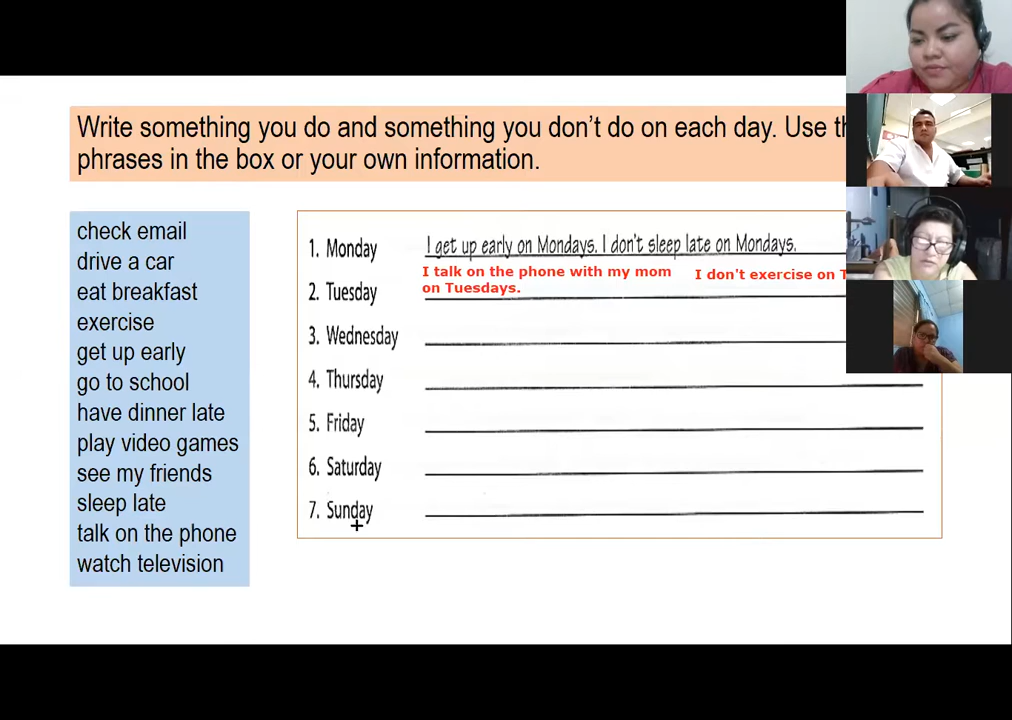 Write something you do and something you don't do on each day. Use
phrases in the box or your own information.
check email
drive a car
eat breakfast
exercise
get up early
go to school
have dinner late
play video games
see my friends
sleep late
talk on the phone
watch television
1. Monday I get up early on Mondays. I don't sleep late on Mondays.
I talk on the phone with my mom I don't exercise on
on Tuesdays.
2. Tuesday
3. Wednesday
4. Thursday
5. Friday
6. Saturday
7. Sunday